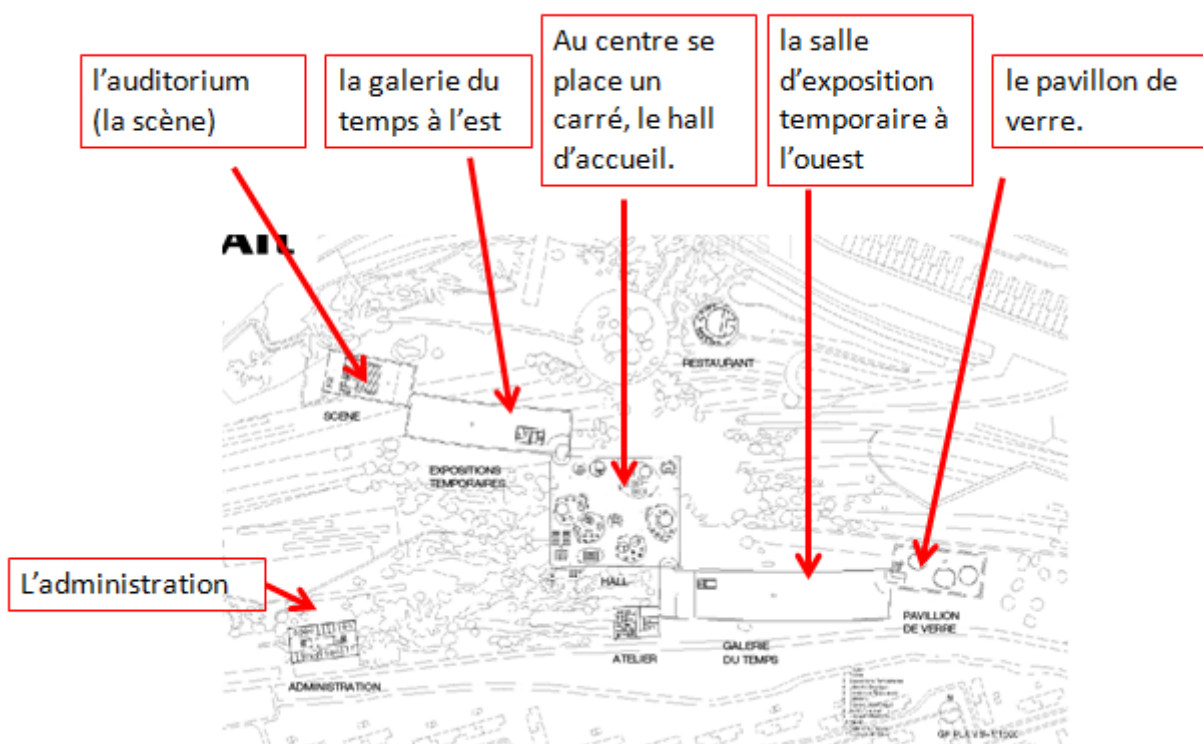 l’auditorium
(la scène)
la galerie du
temps à l’est
Au centre se
place un
carré, le hall
d’accueil.
la salle
d’exposition
temporaire à
l’ouest
le pavillon de
verre.
RESTAURANT
SCENE
EXPOSITIONS
TEMPORAIRES
L’administration
HALL
PAVILLION
DE VERRE
ATELIER
GALERIE
DU TEMPS
ADMINISTRATION